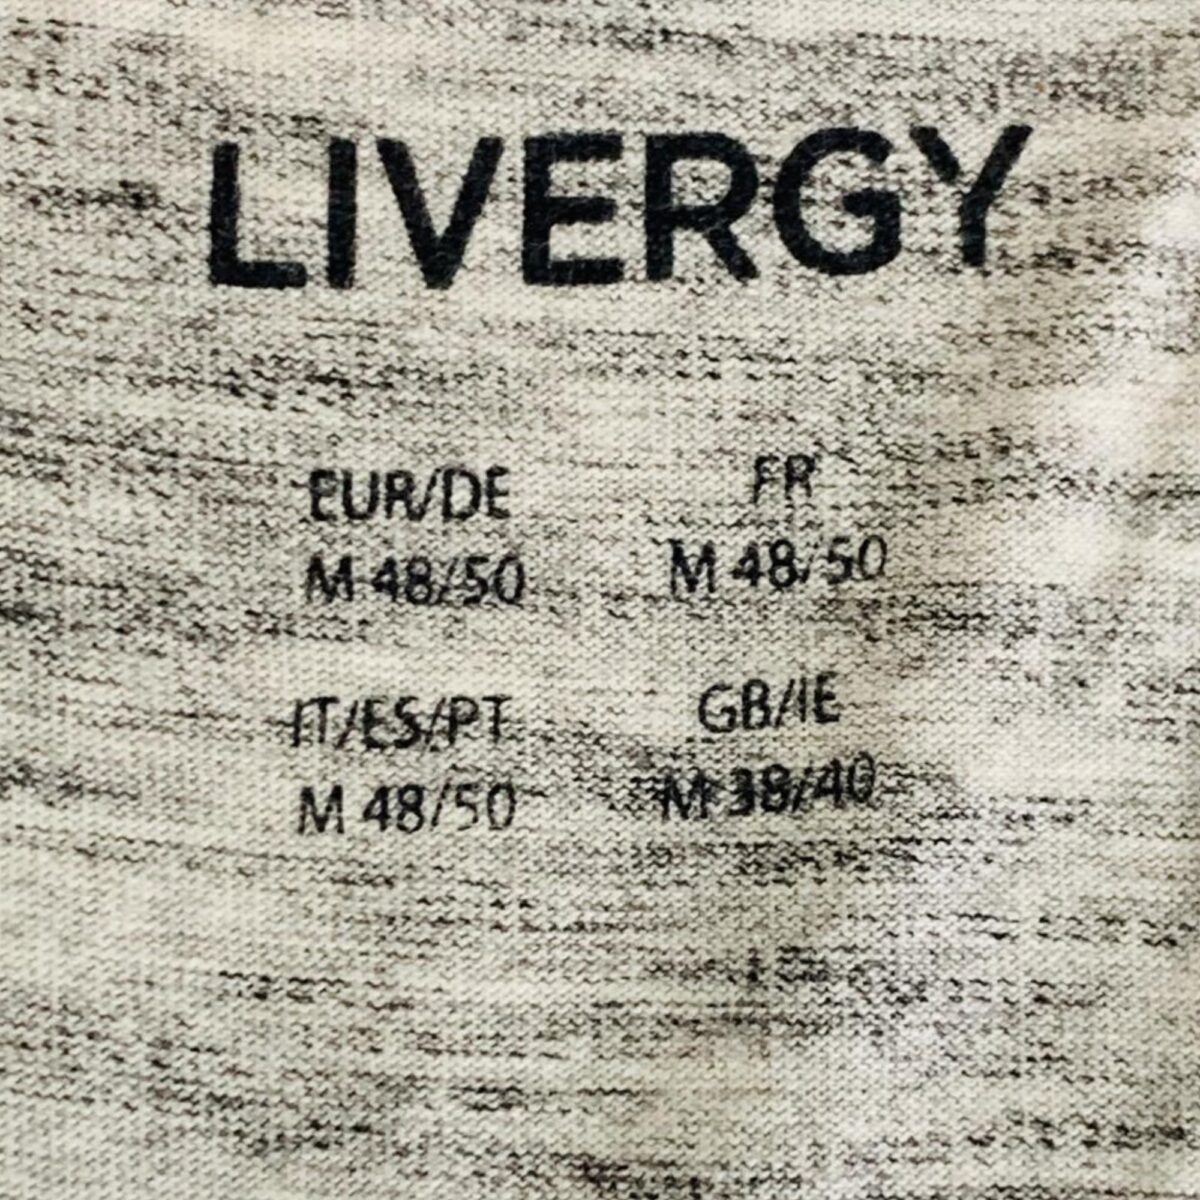 LIVERGY
EUR/DE FR
M 48/50 M 48/50
IT/ES/PT GB/IE
M 48/50 M 38/40